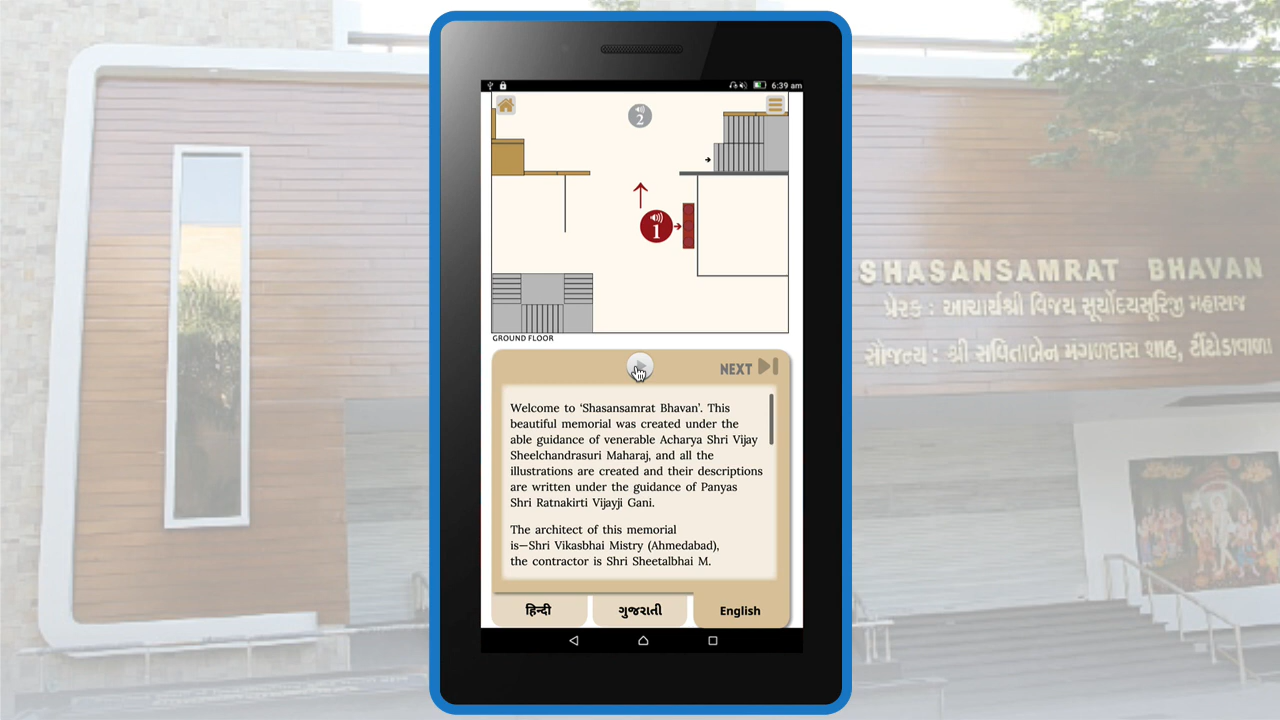 6:39 am
2
1
GROUND FLOOR
NEXT
Welcome to ‘Shasansamrat Bhavan’. This
beautiful memorial was created under the
able guidance of venerable Acharya Shri Vijay
Sheelchandrasuri Maharaj, and all the
illustrations are created and their descriptions
are written under the guidance of Panyas
Shri Ratnakirti Vijayji Gani.
The architect of this memorial
is—Shri Vikasbhai Mistry (Ahmedabad),
the contractor is Shri Sheetalbhai M.
हिन्दी
ગુજરાતી
English
SHASANSAMRAT BHAVAN
પ્રેરક : આચાર્યશ્રી વિજય સૂર્યોદયસૂરિજી મહારાજ
સૌજન્ય : શ્રી સવિતાબેન મંગળદાસ શાહ, ટીંટોડાવાળા